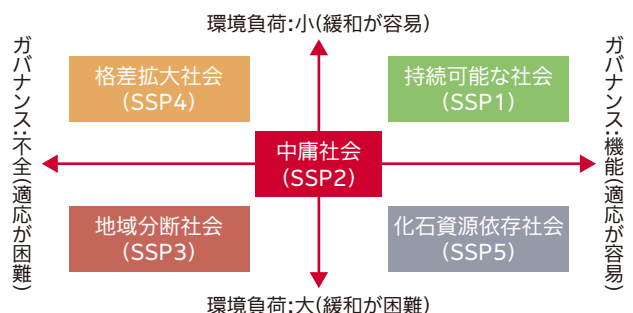 環境負荷:小(緩和が容易)
ガバナンス:不全(適応が困難)
格差拡大社会
(SSP4)
持続可能な社会
(SSP1)
ガバナンス:機能(適応が容易)
中庸社会
(SSP2)
地域分断社会
(SSP3)
化石資源依存社会
(SSP5)
環境負荷:大(緩和が困難)